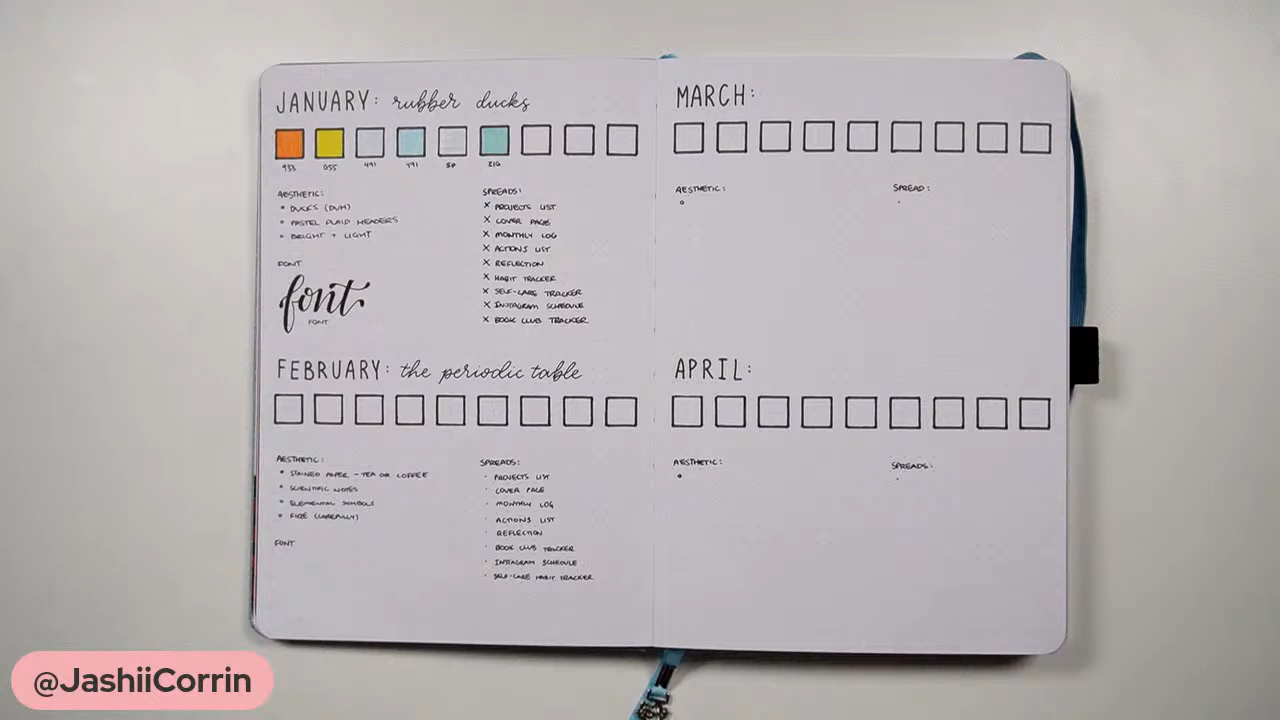 JANUARY: rubber ducks
933 055 491 SP 216
AESTHETIC:
• DUCKS (DUH)
• PASTEL PLAID HEADERS
• BRIGHT + LIGHT
FONT
font
FONT
SPREADS:
X PROJECTS LIST
X COVER PAGE
X MONTHLY LOG
X ACTIONS LIST
X REFLECTION
X HABIT TRACKER
X SELF-CARE TRACKER
X INSTAGRAM SCHEDULE
X BOOK CLUB TRACKER
FEBRUARY: the periodic table
AESTHETIC:
• STAINED PAPER - TEA OR COFFEE
• SCIENTIFIC NOTES
• ELEMENTAL SYMBOLS
• FIRE (CAREFULLY)
FONT
SPREADS:
· PROJECTS LIST
· COVER PAGE
· MONTHLY LOG
· ACTIONS LIST
· REFLECTION
· BOOK CLUB TRACKER
· INSTAGRAM SCHEDULE
· SELF-CARE HABIT TRACKER
MARCH:
AESTHETIC:
SPREAD:
APRIL:
AESTHETIC:
SPREADS:
@JashiiCorrin